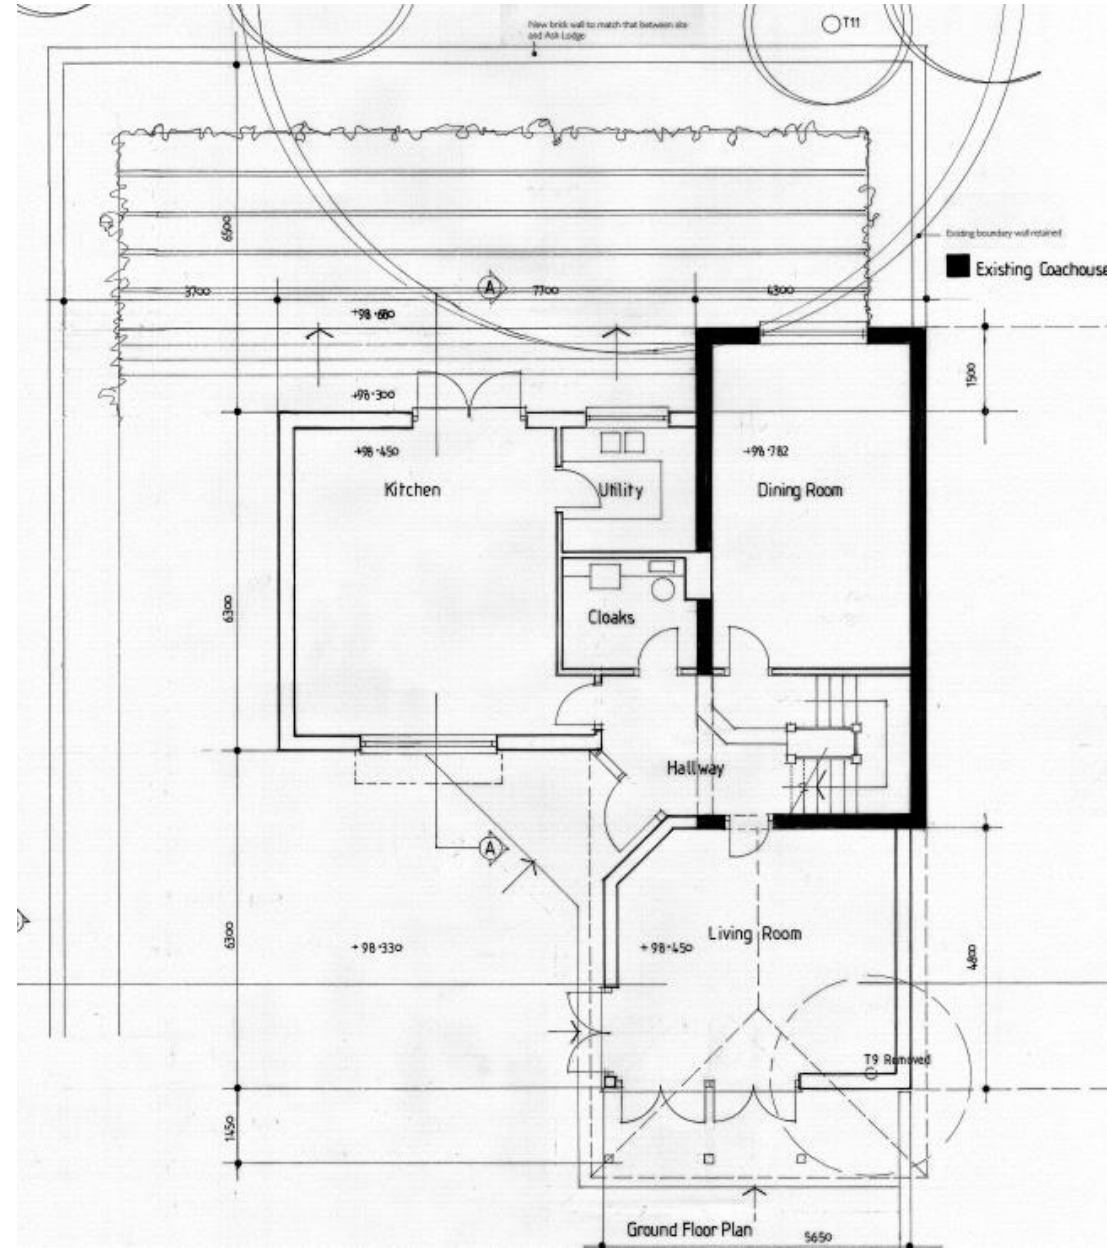 New brick wall to match that between site
and Ash Lodge
T11
Existing boundary wall retained
Existing Coachouse
6500
3700
A
7700
4300
+98·680
1500
+98·300
+98·450
+98·782
Kitchen
Utility
Dining Room
6300
Cloaks
Hallway
A
Living Room
6300
+98·330
+98·450
4800
T9 Removed
1450
Ground Floor Plan
5650